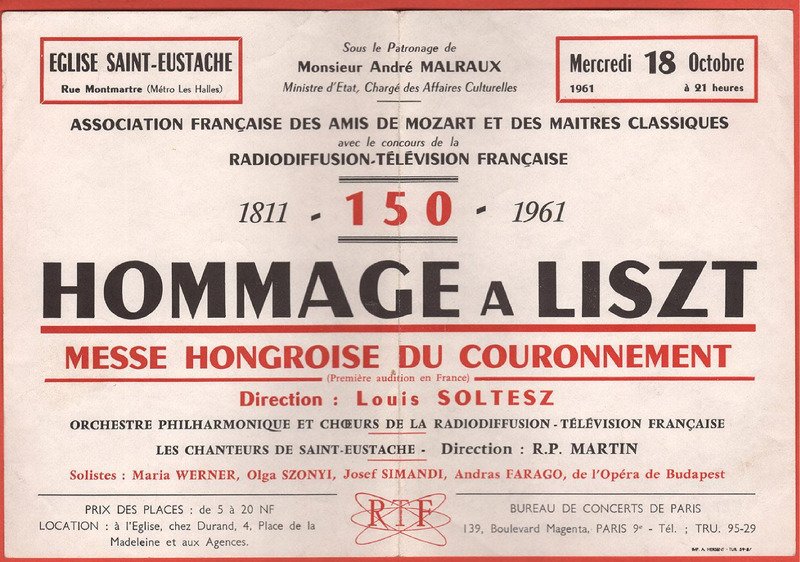 EGLISE SAINT-EUSTACHE
Rue Montmartre (Métro Les Halles)
Sous le Patronage de
Monsieur André MALRAUX
Ministre d'Etat, Chargé des Affaires Culturelles
Mercredi 18 Octobre
1961 à 21 heures
ASSOCIATION FRANÇAISE DES AMIS DE MOZART ET DES MAITRES CLASSIQUES
avec le concours de la
RADIODIFFUSION-TÉLÉVISION FRANÇAISE
1811 - 150 - 1961
HOMMAGE A LISZT
MESSE HONGROISE DU COURONNEMENT
(Première audition en France)
Direction : Louis SOLTESZ
ORCHESTRE PHILHARMONIQUE ET CHŒURS DE LA RADIODIFFUSION-TÉLÉVISION FRANÇAISE
LES CHANTEURS DE SAINT-EUSTACHE - Direction : R.P. MARTIN
Solistes : Maria WERNER, Olga SZONYI, Josef SIMANDI, Andras FARAGO, de l'Opéra de Budapest
PRIX DES PLACES : de 5 à 20 NF
LOCATION : à l'Eglise, chez Durand, 4, Place de la
Madeleine et aux Agences.
RTF
BUREAU DE CONCERTS DE PARIS
139, Boulevard Magenta, PARIS 9e - Tél. ; TRU. 95-29